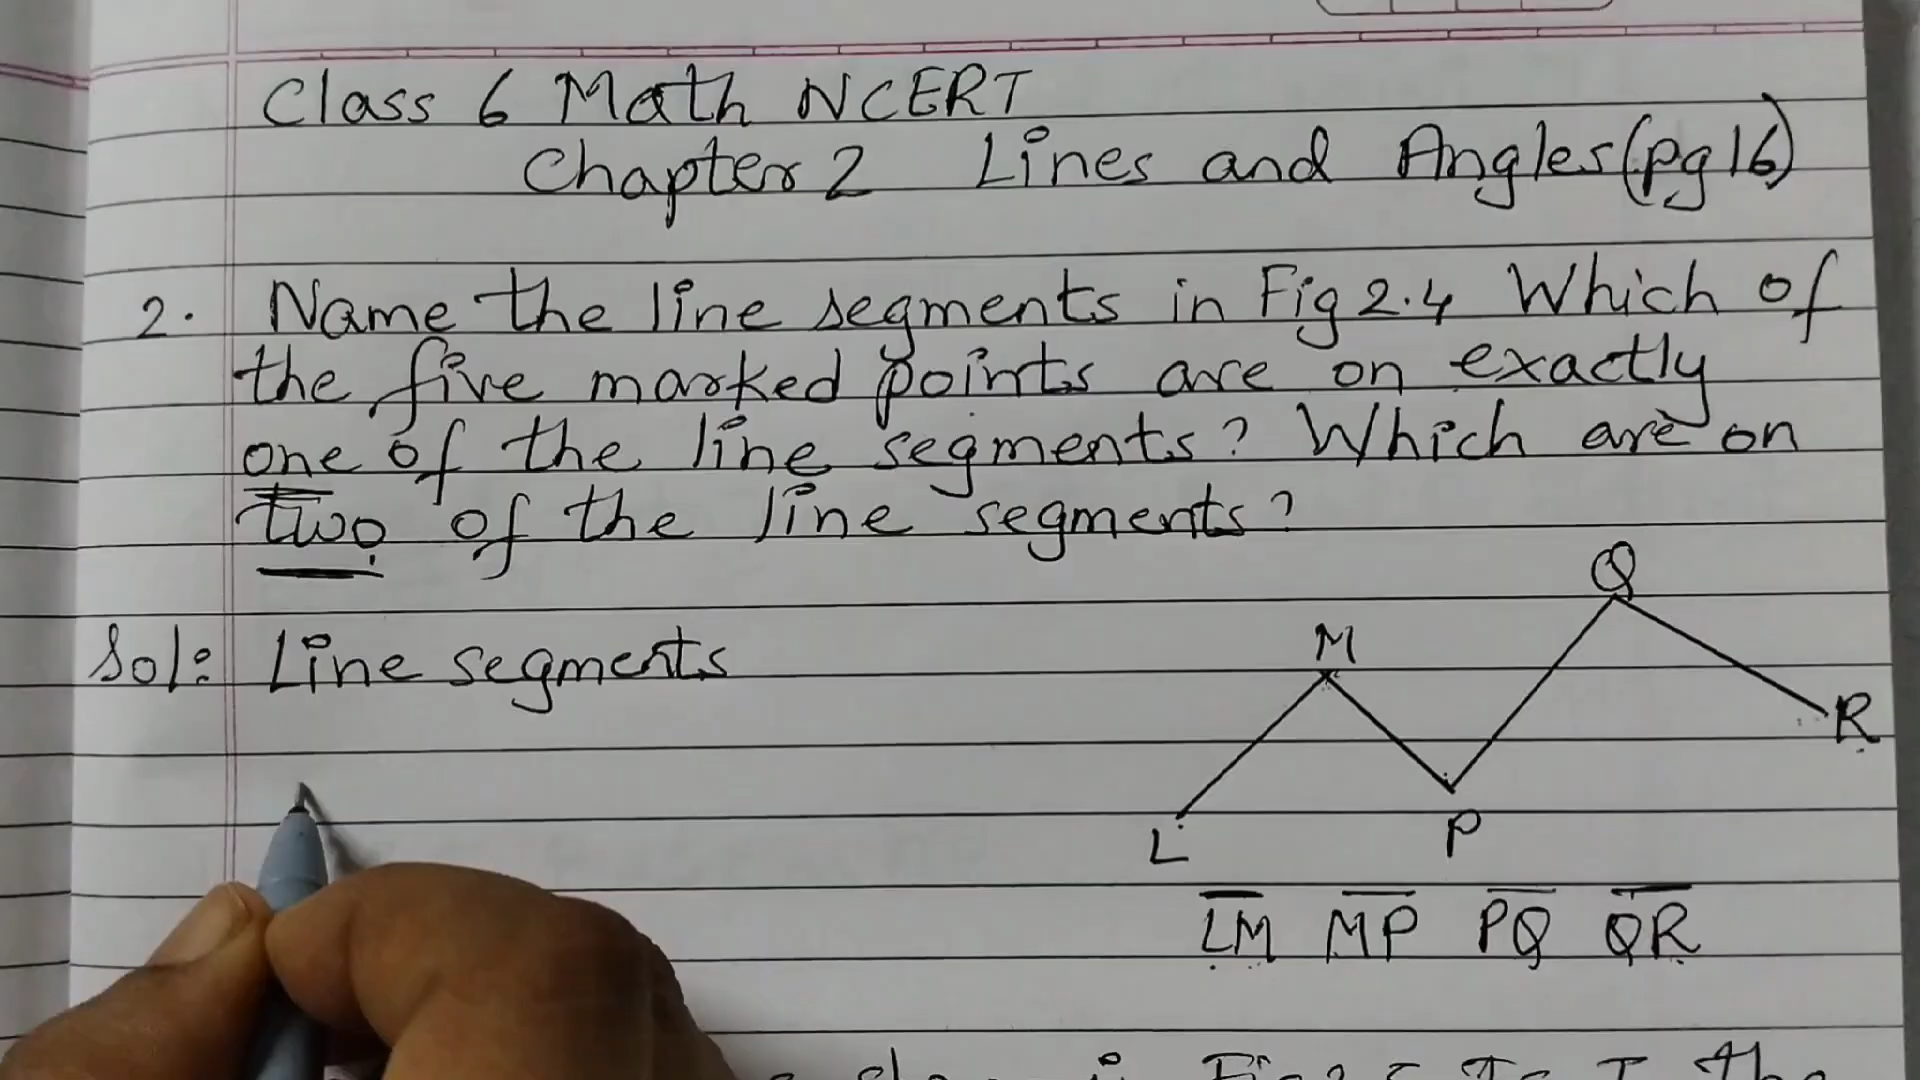 Class 6 Math NCERT
Chapter 2 Lines and Angles (pg 16)
2. Name the line segments in Fig 2.4 Which of
the five marked points are on exactly
one of the line segments? Which are on
two of the line segments?
Sol: Line segments
Q
M
R
L
P
LM MP PQ QR